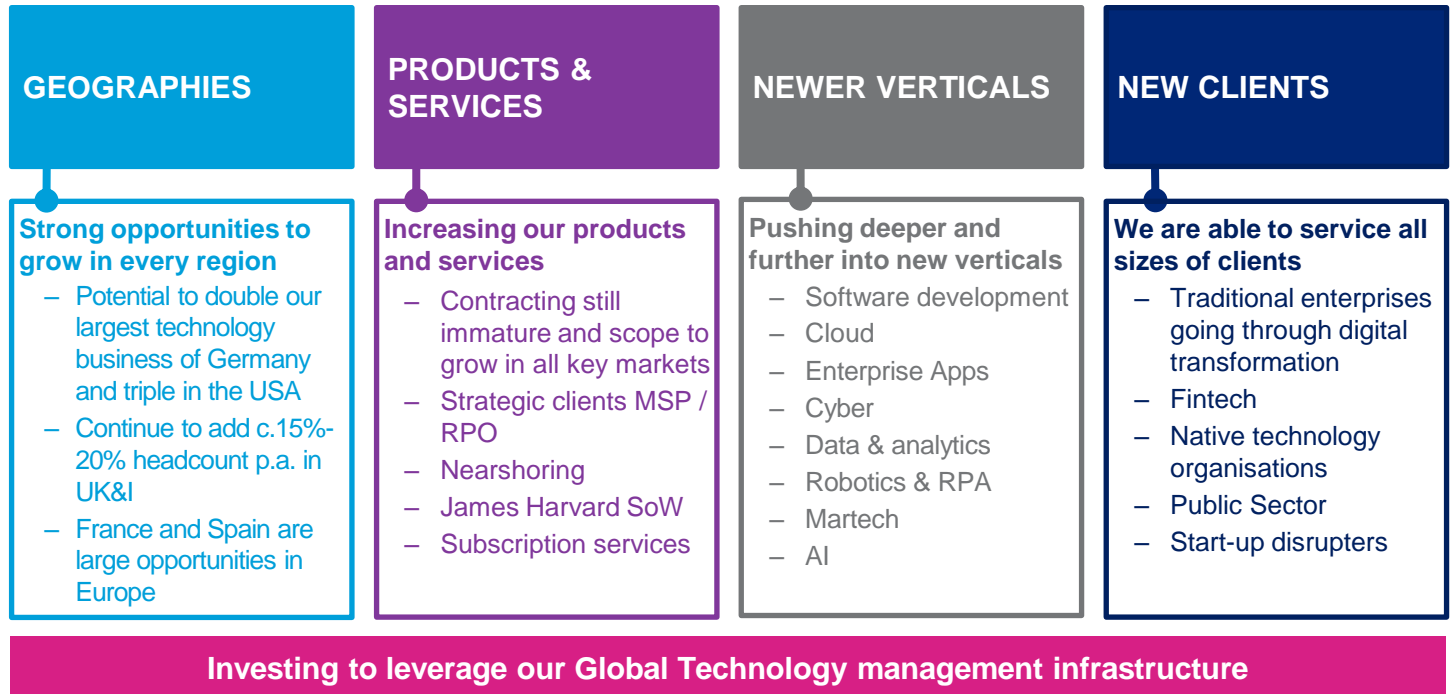 GEOGRAPHIES
Strong opportunities to
grow in every region
– Potential to double our
largest technology
business of Germany
and triple in the USA
– Continue to add c.15%-
20% headcount p.a. in
UK&I
– France and Spain are
large opportunities in
Europe
PRODUCTS &
SERVICES
Increasing our products
and services
– Contracting still
immature and scope to
grow in all key markets
– Strategic clients MSP /
RPO
– Nearshoring
– James Harvard SoW
– Subscription services
NEWER VERTICALS
Pushing deeper and
further into new verticals
– Software development
– Cloud
– Enterprise Apps
– Cyber
– Data & analytics
– Robotics & RPA
– Martech
– AI
NEW CLIENTS
We are able to service all
sizes of clients
– Traditional enterprises
going through digital
transformation
– Fintech
– Native technology
organisations
– Public Sector
– Start-up disrupters
Investing to leverage our Global Technology management infrastructure